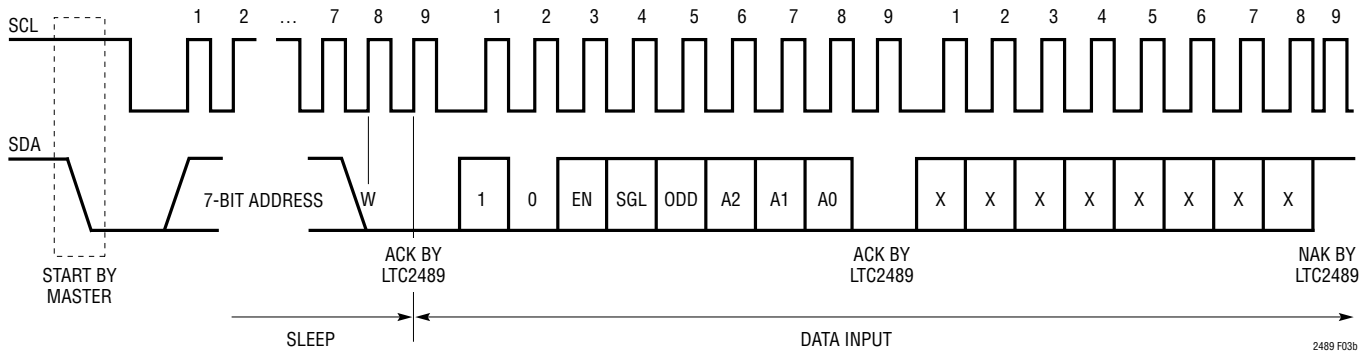 SCL
1 2 ... 7 8 9 1 2 3 4 5 6 7 8 9 1 2 3 4 5 6 7 8 9
SDA
7-BIT ADDRESS W 1 0 EN SGL ODD A2 A1 A0 X X X X X X X X
START BY
MASTER
ACK BY
LTC2489
ACK BY
LTC2489
NAK BY
LTC2489
SLEEP DATA INPUT
2489 F03b